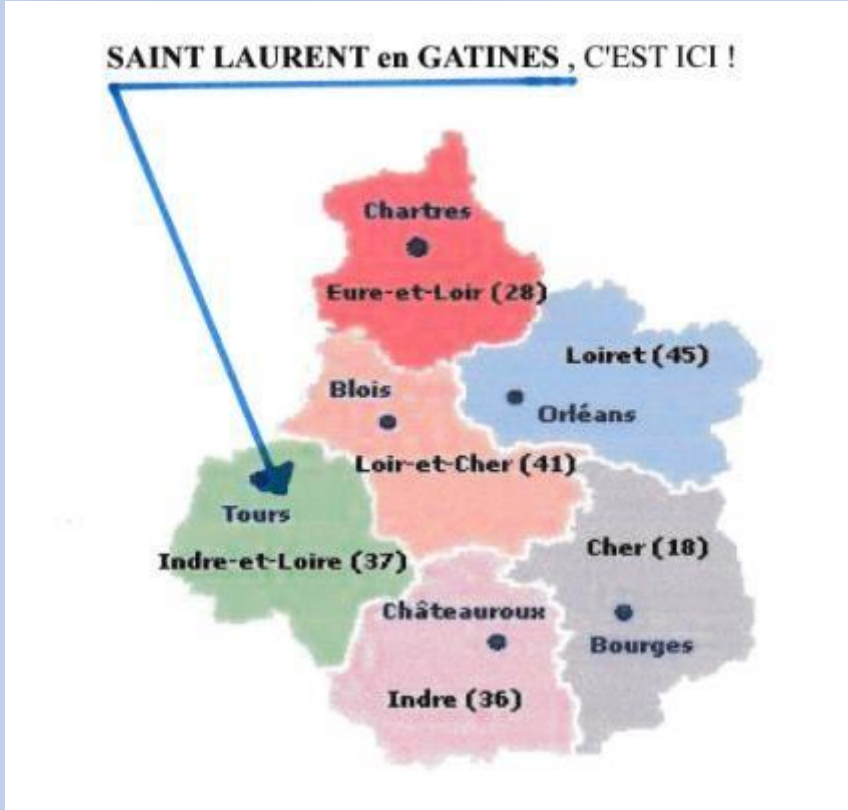 SAINT LAURENT en GATINES , C'EST ICI !
Chartres
Eure-et-Loir (28)
Loiret (45)
Blois
Orléans
Loir-et-Cher (41)
Tours
Cher (18)
Indre-et-Loire (37)
Châteauroux
Bourges
Indre (36)